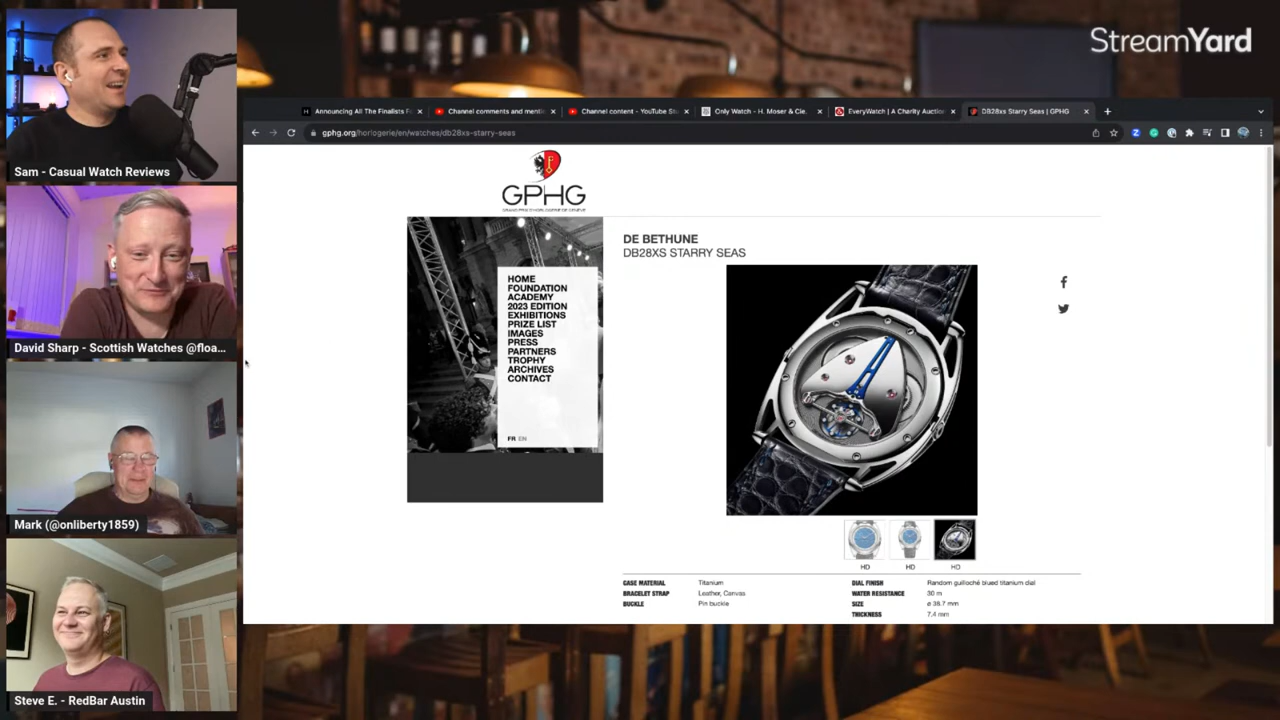 StreamYard
Sam - Casual Watch Reviews
David Sharp - Scottish Watches @floa...
Mark (@onliberty1859)
Steve E. - RedBar Austin
Announcing All The Finalists F
Channel comments and menti
Channel content - YouTube St
Only Watch - H. Moser & Cie.
EveryWatch | A Charity Auctio
DB28xs Starry Seas | GPHG
gphg.org/horlogerie/en/watches/db28xs-starry-seas
GPHG
HOME
FOUNDATION
ACADEMY
2023 EDITION
EXHIBITIONS
PRIZE LIST
IMAGES
PRESS
PARTNERS
TROPHY
ARCHIVES
CONTACT
FR EN
DE BETHUNE
DB28XS STARRY SEAS
HD HD HD
CASE MATERIAL Titanium
BRACELET STRAP Leather, Canvas
BUCKLE Pin buckle
DIAL FINISH Random guilloché blued titanium dial
WATER RESISTANCE 30 m
SIZE ø 38.7 mm
THICKNESS 7.4 mm